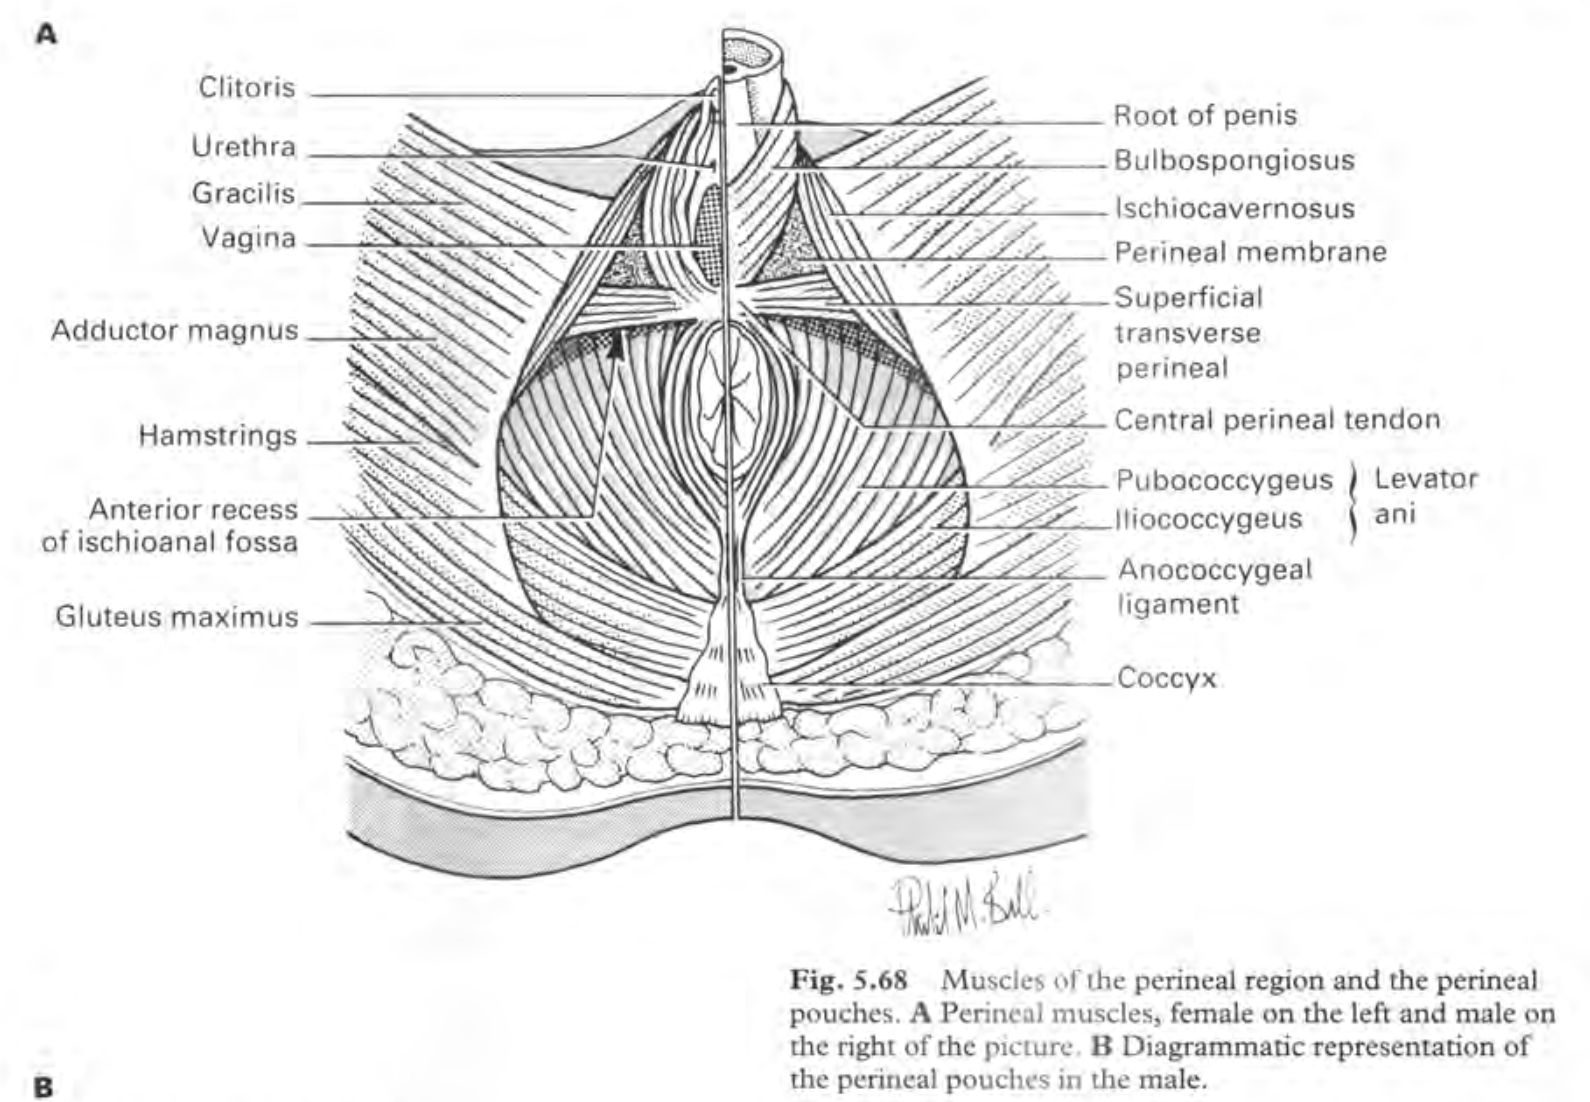 A
Clitoris
Urethra
Gracilis
Vagina
Adductor magnus
Hamstrings
Anterior recess
of ischioanal fossa
Gluteus maximus
Root of penis
Bulbospongiosus
Ischiocavernosus
Perineal membrane
Superficial
transverse
perineal
Central perineal tendon
Pubococcygeus
Iliococcygeus
Levator
ani
Anococcygeal
ligament
Coccyx
Fig. 5.68 Muscles of the perineal region and the perineal
pouches. A Perineal muscles, female on the left and male on
the right of the picture. B Diagrammatic representation of
the perineal pouches in the male.
B